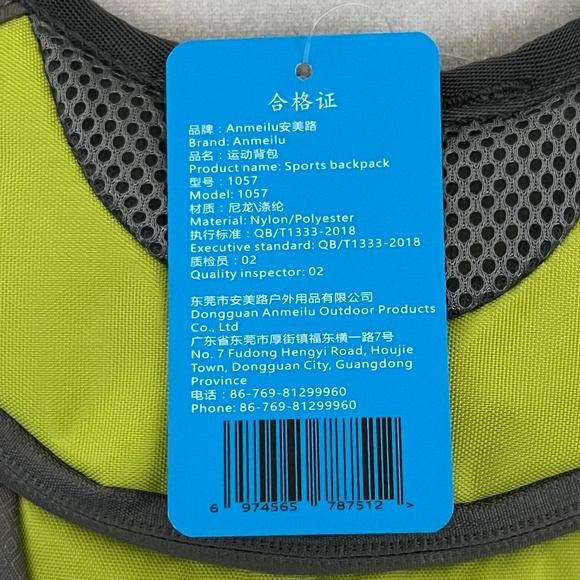 合格证
品牌：Anmeilu安美路
Brand: Anmeilu
品名：运动背包
Product name: Sports backpack
型号：1057
Model: 1057
材质：尼龙\涤纶
Material: Nylon/Polyester
执行标准：QB/T1333-2018
Executive standard: QB/T1333-2018
质检员：02
Quality inspector: 02
东莞市安美路户外用品有限公司
Dongguan Anmeilu Outdoor Products
Co., Ltd
广东省东莞市厚街镇福东横一路7号
No. 7 Fudong Hengyi Road, Houjie
Town, Dongguan City, Guangdong
Province
电话：86-769-81299960
Phone: 86-769-81299960
6 974565 787512 >